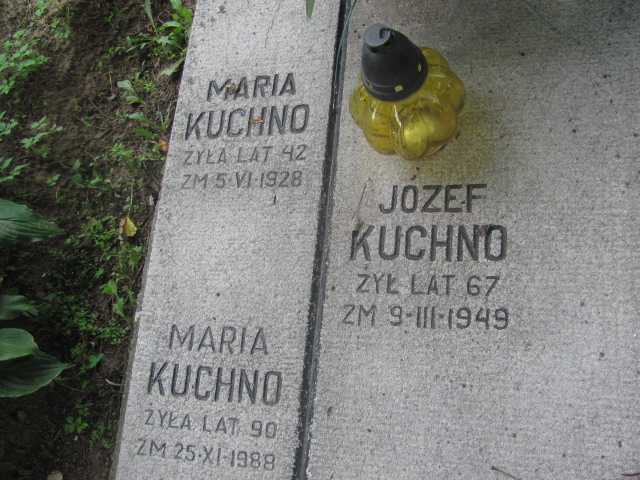 MARIA
KUCHNO
ŻYŁA LAT 42
ZM 5·VI·1928
JOZEF
KUCHNO
ŻYŁ LAT 67
ZM 9·III·1949
MARIA
KUCHNO
ŻYŁA LAT 90
ZM 25·XI·1988